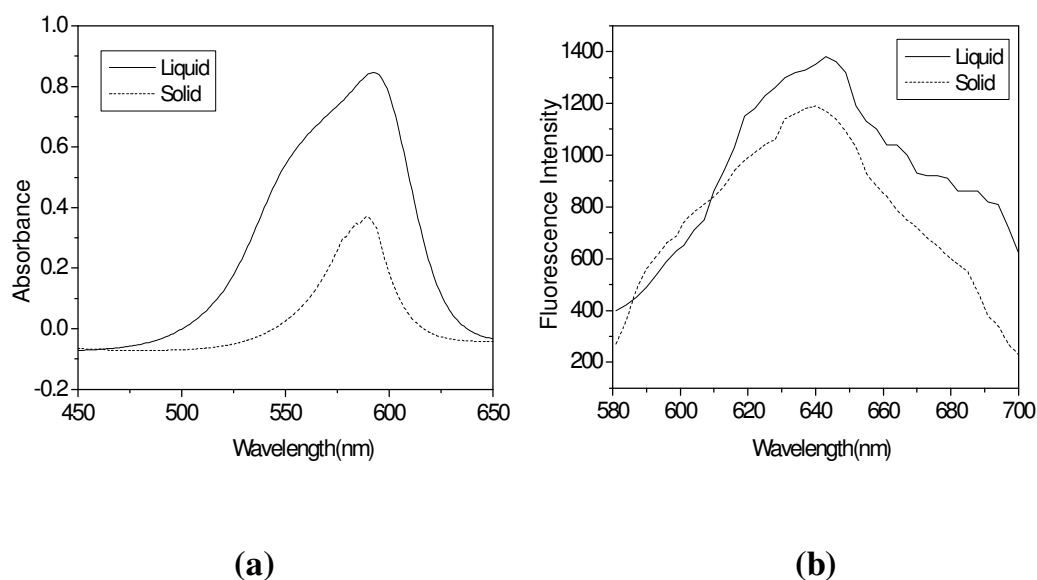 1.0
0.8
0.6
0.4
0.2
0.0
-0.2
Absorbance
Liquid
Solid
450 500 550 600 650
Wavelength(nm)
(a)
1400
1200
1000
800
600
400
200
Fluorescence Intensity
Liquid
Solid
580 600 620 640 660 680 700
Wavelength(nm)
(b)